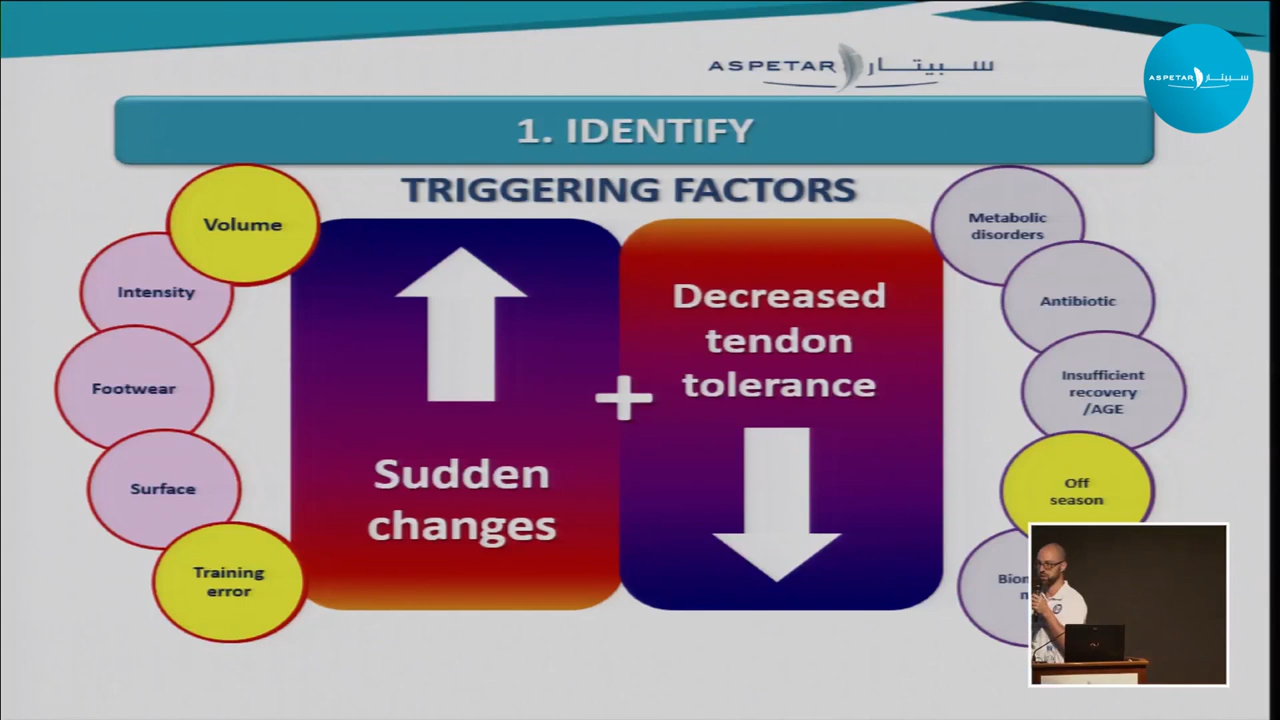 ASPETAR سبيتار
ASPETAR سبيتار
1. IDENTIFY
TRIGGERING FACTORS
Volume
Intensity
Footwear
Surface
Training
error
Sudden
changes
+
Decreased
tendon
tolerance
Metabolic
disorders
Antibiotic
Insufficient
recovery
/AGE
Off
season